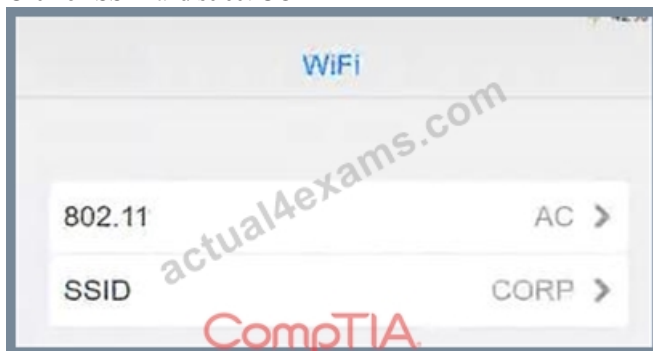 WiFi
actual4exams.com
802.11 AC >
SSID CORP >
CompTIA.